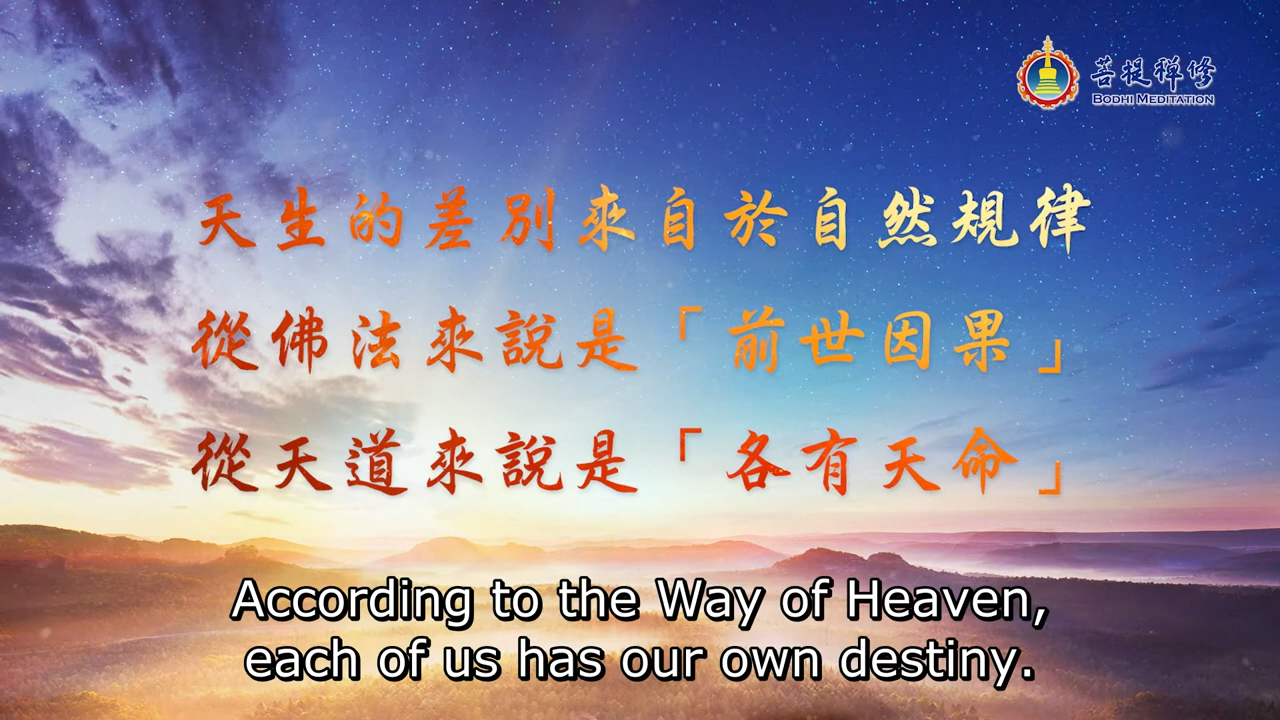 菩提禪修
BODHI MEDITATION
天生的差別來自於自然規律
從佛法來說是「前世因果」
從天道來說是「各有天命」
According to the Way of Heaven,
each of us has our own destiny.